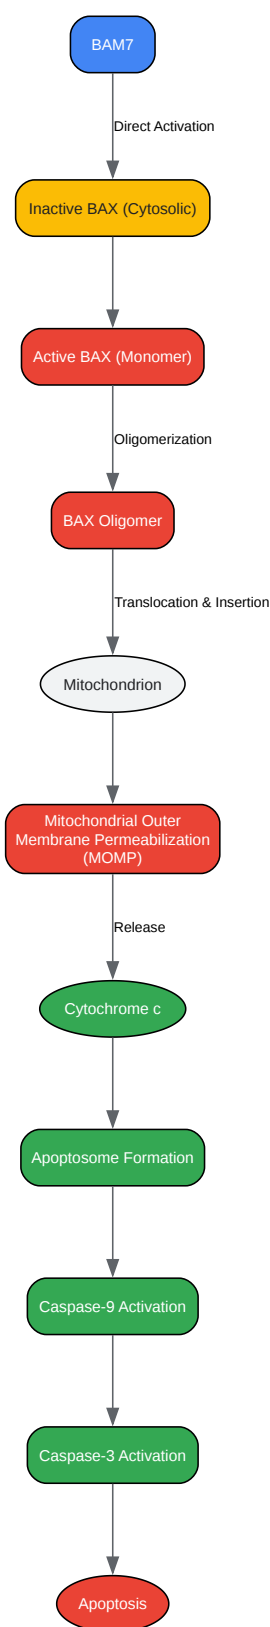 BAM7
Direct Activation
Inactive BAX (Cytosolic)
Active BAX (Monomer)
Oligomerization
BAX Oligomer
Translocation & Insertion
Mitochondrion
Mitochondrial Outer
Membrane Permeabilization
(MOMP)
Release
Cytochrome c
Apoptosome Formation
Caspase-9 Activation
Caspase-3 Activation
Apoptosis